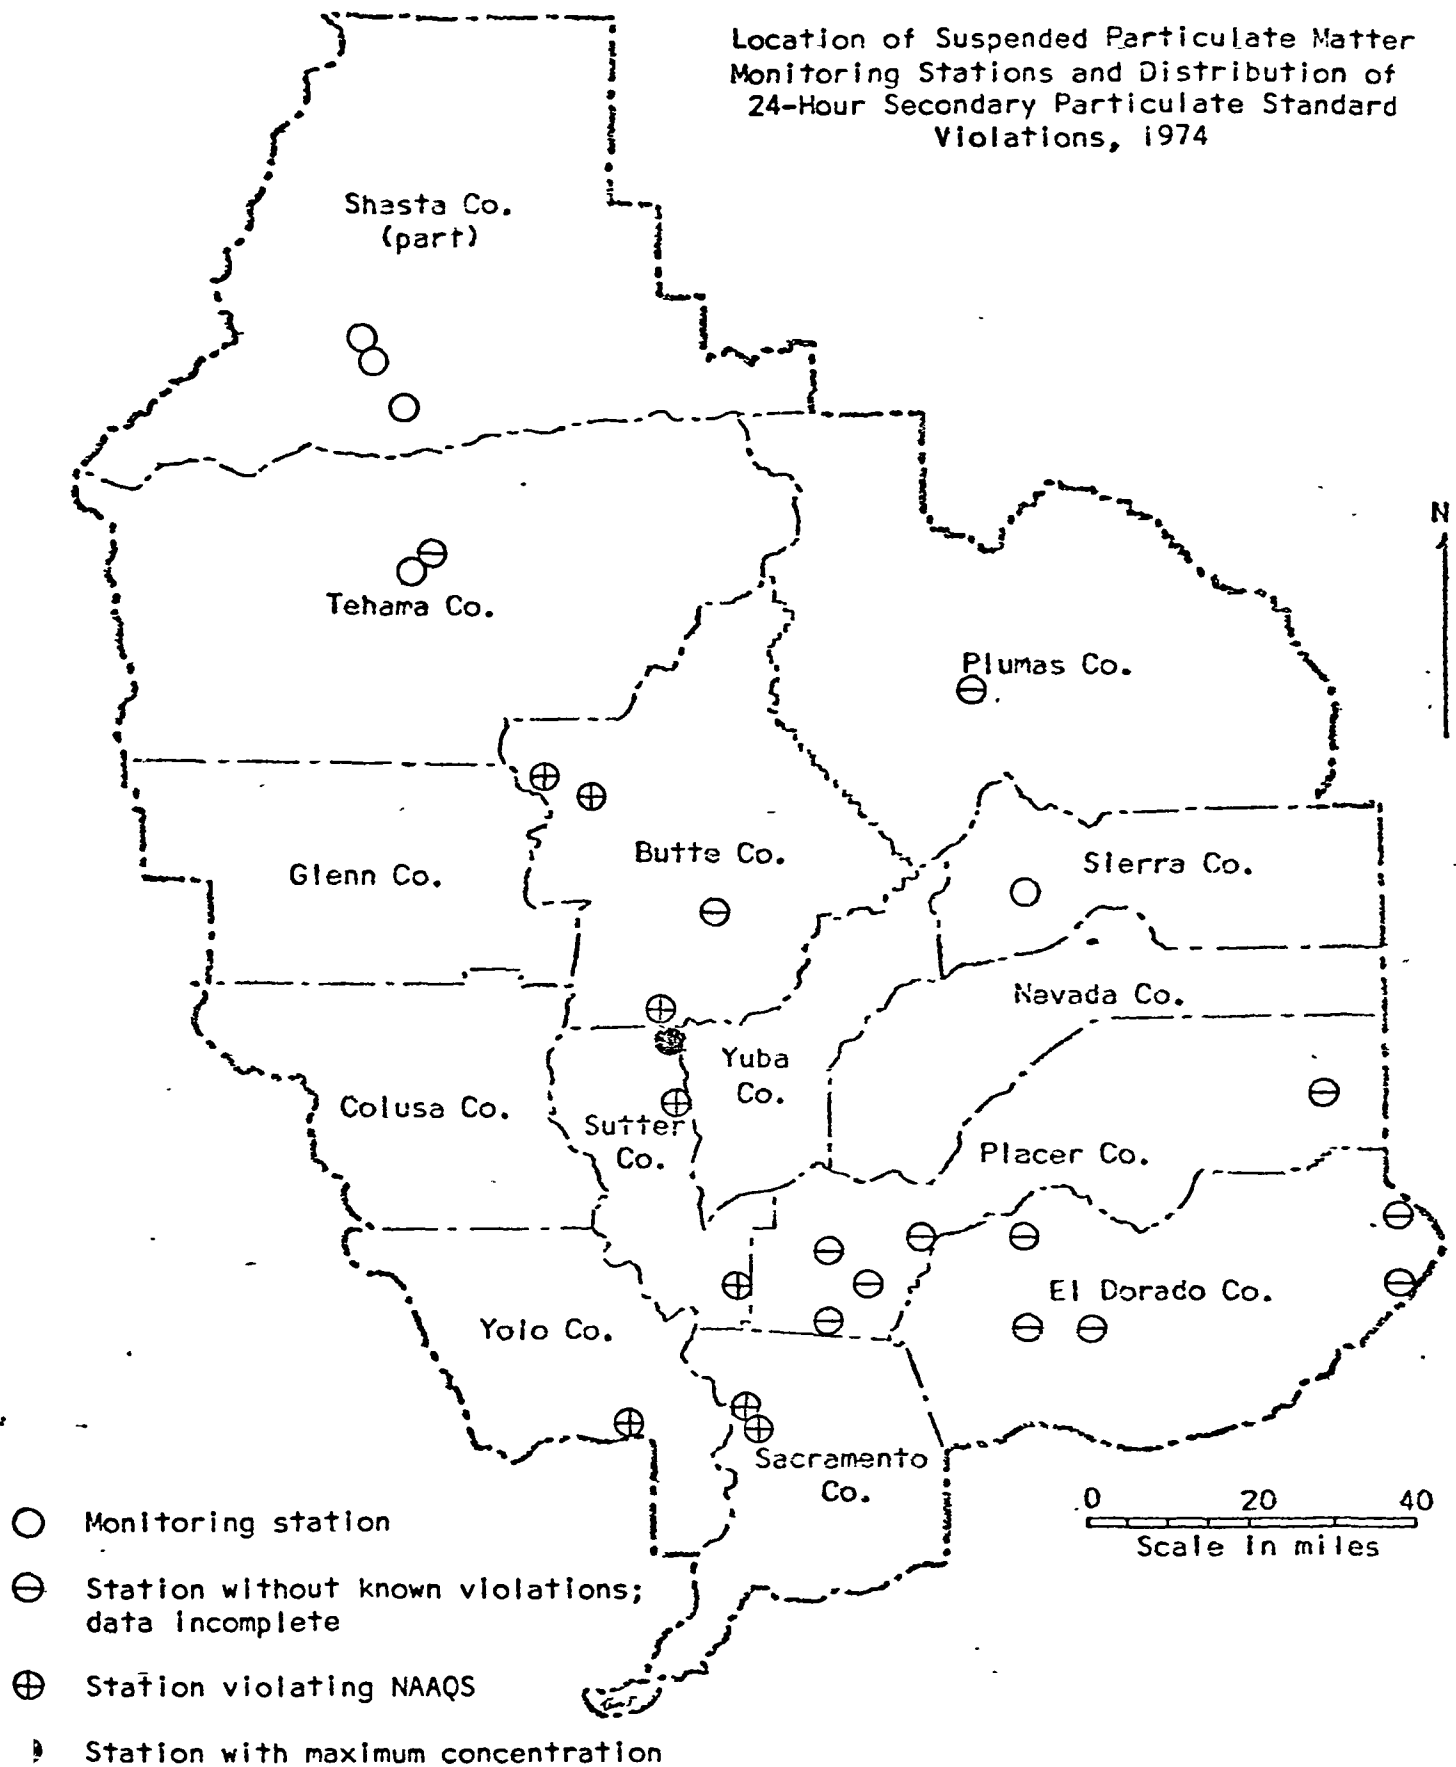 Location of Suspended Particulate Matter
Monitoring Stations and Distribution of
24-Hour Secondary Particulate Standard
Violations, 1974
Shasta Co.
(part)
N
Tehama Co.
Plumas Co.
Butte Co.
Glenn Co.
Sierra Co.
Nevada Co.
Yuba
Co.
Colusa Co.
Sutter
Co.
Placer Co.
El Dorado Co.
Yolo Co.
Sacramento
Co.
0 20 40
Scale in miles
Monitoring station
Station without known violations;
data incomplete
Station violating NAAQS
Station with maximum concentration